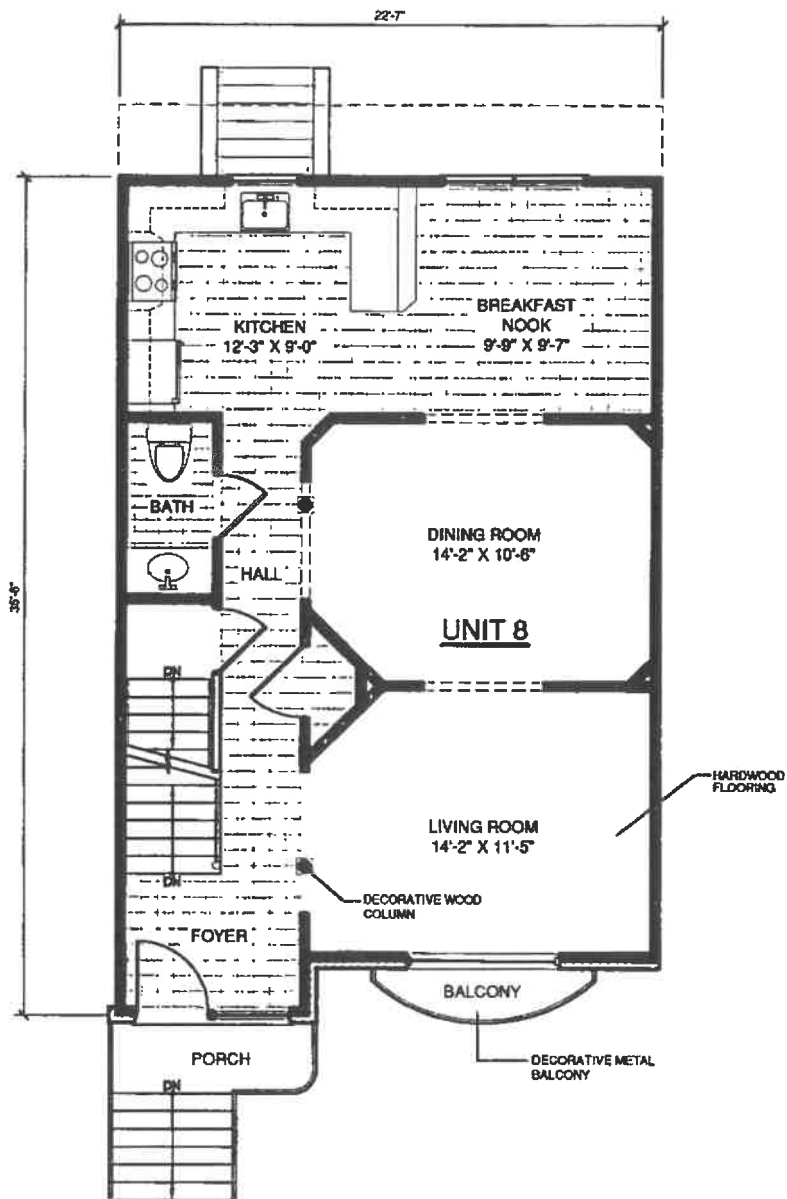 22'-7"
KITCHEN
12'-3" X 9'-0"
BREAKFAST
NOOK
9'-9" X 9'-7"
BATH
HALL
DINING ROOM
14'-2" X 10'-6"
UNIT 8
35'-6"
DN
LIVING ROOM
14'-2" X 11'-5"
HARDWOOD
FLOORING
DN
DECORATIVE WOOD
COLUMN
FOYER
BALCONY
PORCH
DECORATIVE METAL
BALCONY
DN